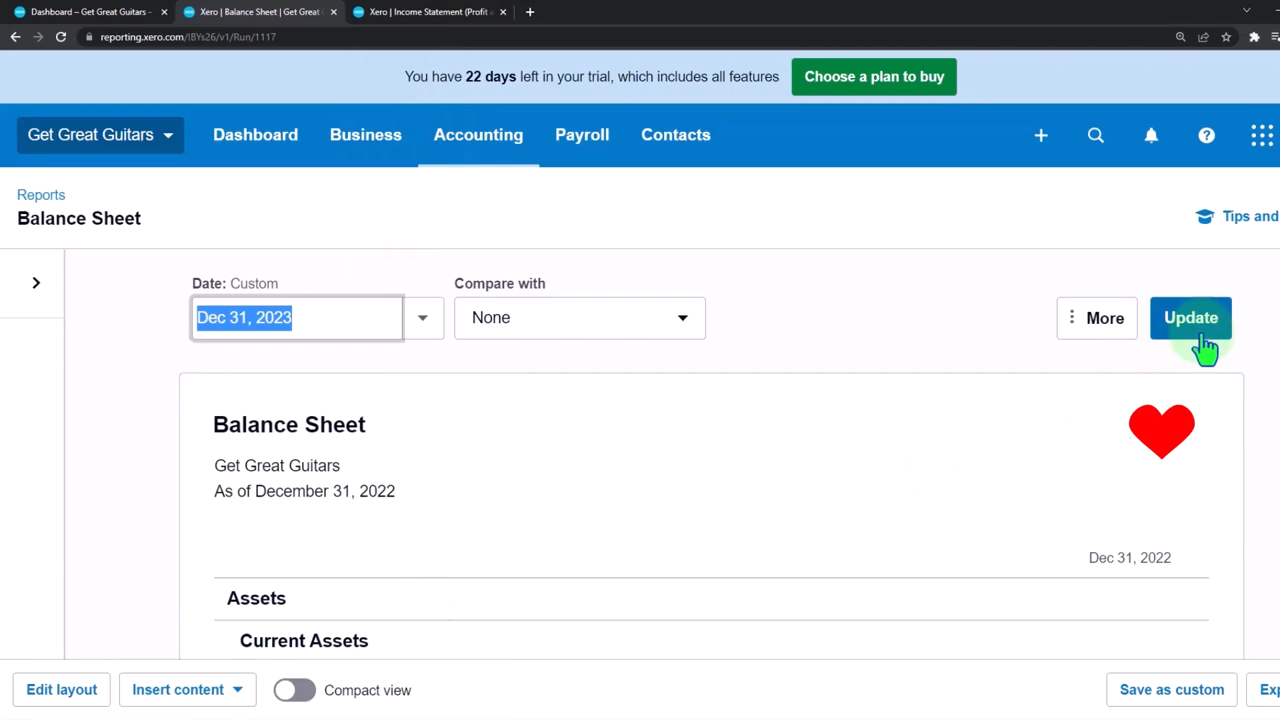 Dashboard – Get Great Guitars –
Xero | Balance Sheet | Get Great
Xero | Income Statement (Profit
reporting.xero.com/!BYs26/v1/Run/1117
You have 22 days left in your trial, which includes all features
Choose a plan to buy
Get Great Guitars
Dashboard
Business
Accounting
Payroll
Contacts
Reports
Balance Sheet
Tips and
Date: Custom
Compare with
Dec 31, 2023
None
More
Update
Balance Sheet
Get Great Guitars
As of December 31, 2022
Dec 31, 2022
Assets
Current Assets
Edit layout
Insert content
Compact view
Save as custom
Exp